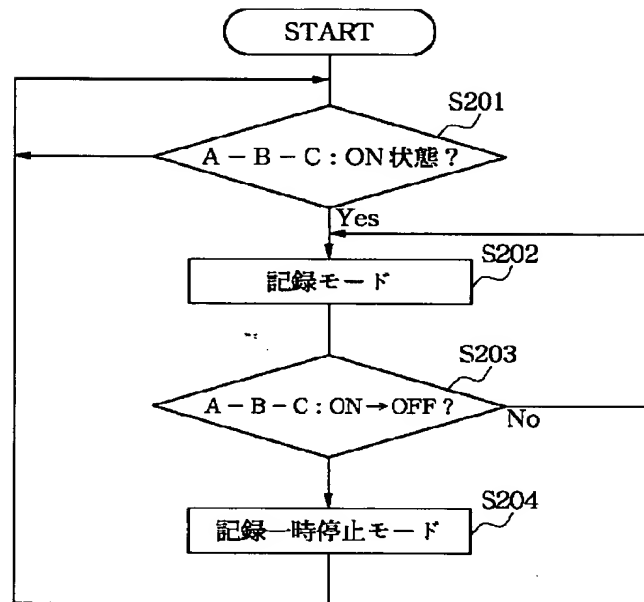 START
S201
A－B－C：ON状態？
Yes
S202
記録モード
S203
A－B－C：ON→OFF？
No
S204
記録一時停止モード